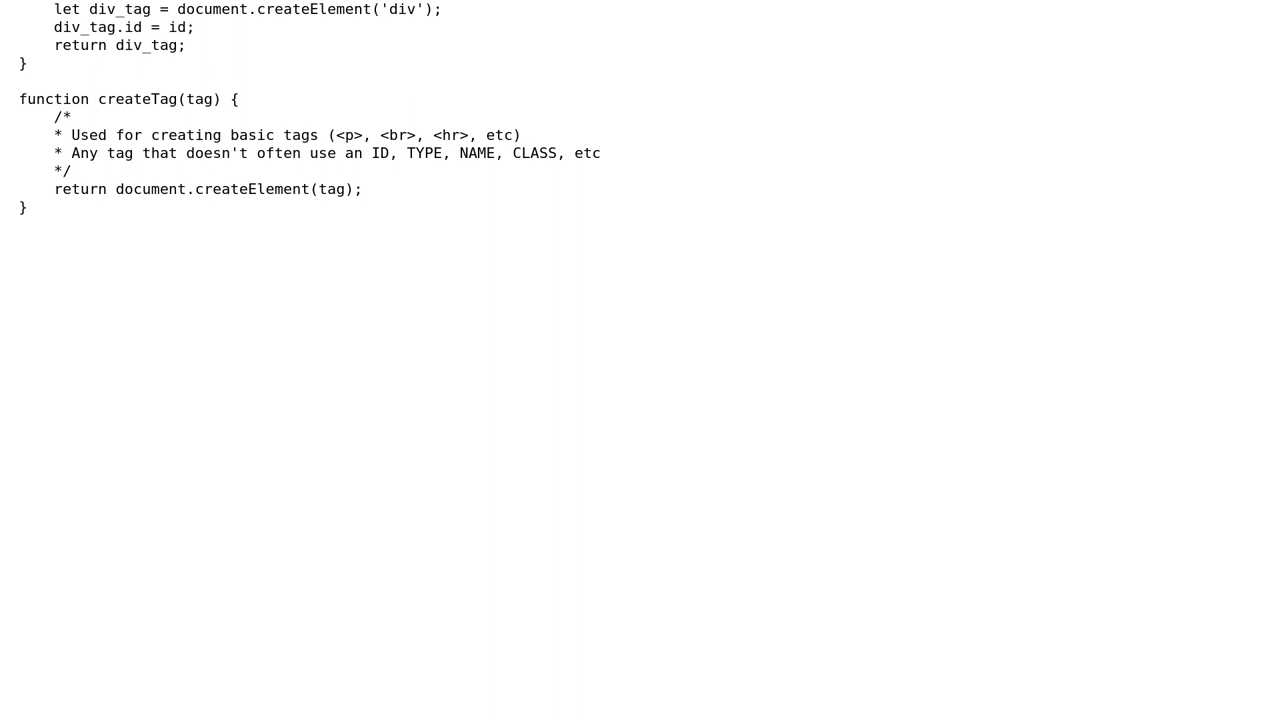 let div_tag = document.createElement('div');
    div_tag.id = id;
    return div_tag;
}

function createTag(tag) {
    /*
    * Used for creating basic tags (<p>, <br>, <hr>, etc)
    * Any tag that doesn't often use an ID, TYPE, NAME, CLASS, etc
    */
    return document.createElement(tag);
}